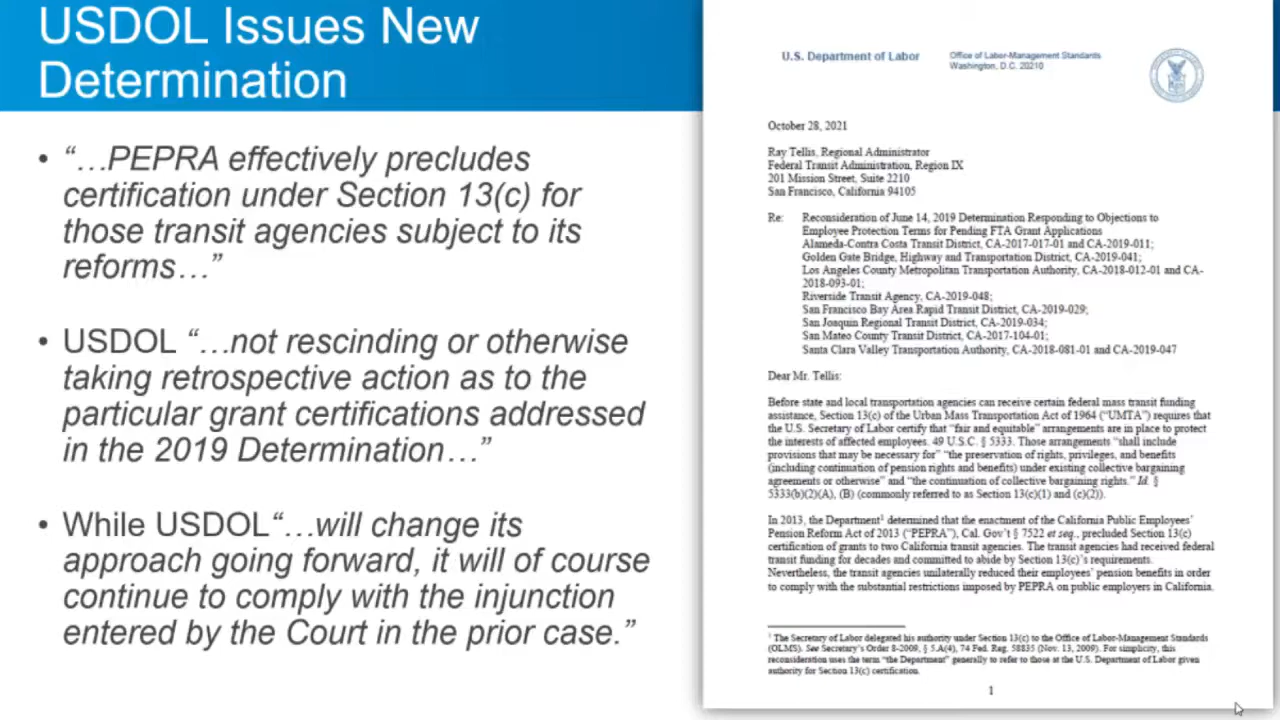 USDOL Issues New
Determination
• “…PEPRA effectively precludes
certification under Section 13(c) for
those transit agencies subject to its
reforms…”
• USDOL “…not rescinding or otherwise
taking retrospective action as to the
particular grant certifications addressed
in the 2019 Determination…”
• While USDOL“…will change its
approach going forward, it will of course
continue to comply with the injunction
entered by the Court in the prior case.”
U.S. Department of Labor
Office of Labor-Management Standards
Washington, D.C. 20210
October 28, 2021
Ray Tellis, Regional Administrator
Federal Transit Administration, Region IX
201 Mission Street, Suite 2210
San Francisco, California 94105
Re: Reconsideration of June 14, 2019 Determination Responding to Objections to
Employee Protection Terms for Pending FTA Grant Applications
Alameda-Contra Costa Transit District, CA-2017-017-01 and CA-2019-011;
Golden Gate Bridge, Highway and Transportation District, CA-2019-041;
Los Angeles County Metropolitan Transportation Authority, CA-2018-012-01 and CA-
2018-093-01;
Riverside Transit Agency, CA-2019-048;
San Francisco Bay Area Rapid Transit District, CA-2019-029;
San Joaquin Regional Transit District, CA-2019-034;
San Mateo County Transit District, CA-2017-104-01;
Santa Clara Valley Transportation Authority, CA-2018-081-01 and CA-2019-047
Dear Mr. Tellis:
Before state and local transportation agencies can receive certain federal mass transit funding
assistance, Section 13(c) of the Urban Mass Transportation Act of 1964 (“UMTA”) requires that
the U.S. Secretary of Labor certify that “fair and equitable” arrangements are in place to protect
the interests of affected employees. 49 U.S.C. § 5333. Those arrangements “shall include
provisions that may be necessary for” “the preservation of rights, privileges, and benefits
(including continuation of pension rights and benefits) under existing collective bargaining
agreements or otherwise” and “the continuation of collective bargaining rights.” Id. §
5333(b)(2)(A), (B) (commonly referred to as Section 13(c)(1) and (c)(2)).
In 2013, the Department¹ determined that the enactment of the California Public Employees’
Pension Reform Act of 2013 (“PEPRA”), Cal. Gov’t § 7522 et seq., precluded Section 13(c)
certification of grants to two California transit agencies. The transit agencies had received federal
transit funding for decades and committed to abide by Section 13(c)’s requirements.
Nevertheless, the transit agencies unilaterally reduced their employees’ pension benefits in order
to comply with the substantial restrictions imposed by PEPRA on public employers in California.
¹ The Secretary of Labor delegated his authority under Section 13(c) to the Office of Labor-Management Standards
(OLMS). See Secretary’s Order 8-2009, § 5.A(4), 74 Fed. Reg. 58835 (Nov. 13, 2009). For simplicity, this
reconsideration uses the term “the Department” generally to refer to those at the U.S. Department of Labor given
authority for Section 13(c) certification.
1